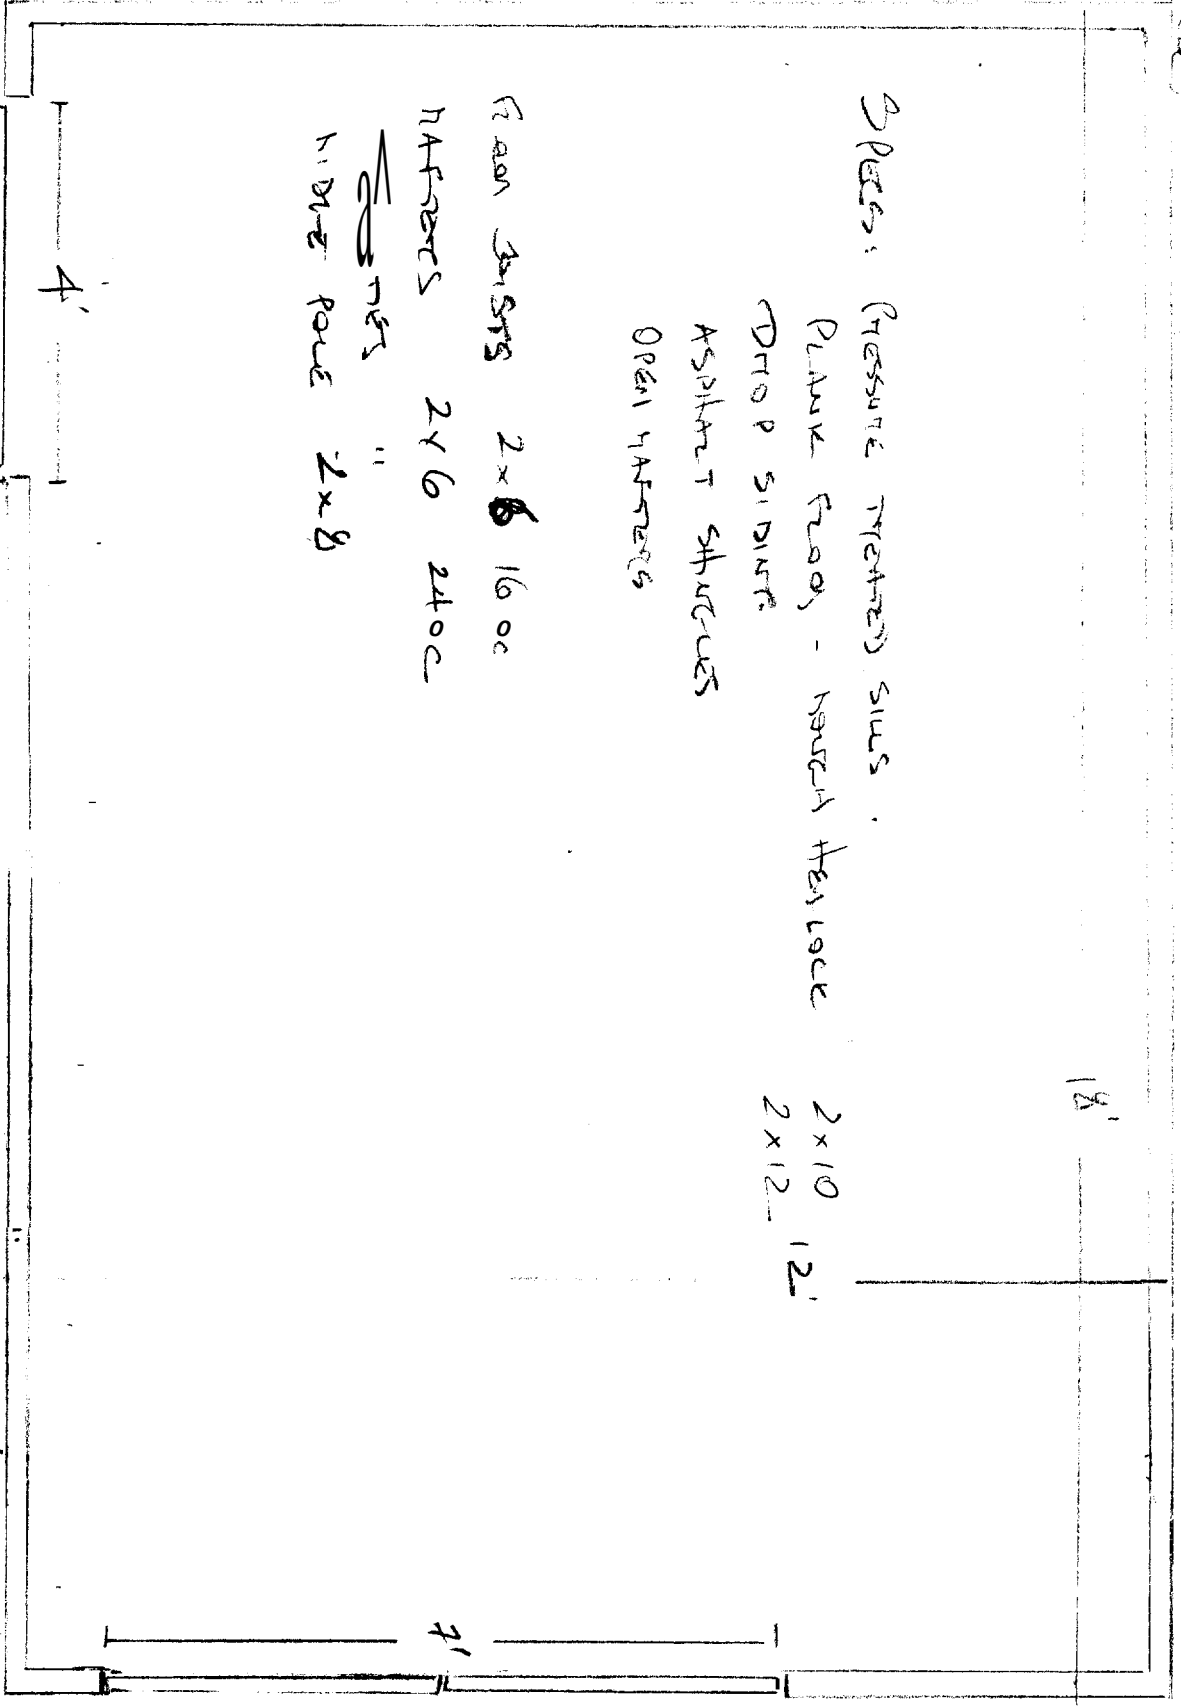 18'
SPECS: PRESSURE TREATED SILLS.
PLANK FLOOR - ROUGH HEMLOCK 2x10
DROP SIDING 2x12 12'
ASPHALT SHINGLES
OPEN RAFTERS
FLOOR JOISTS 2x8 16 OC
RAFTERS 2x6 24 OC
TIES "
RIDGE POLE 2x8
4'
7'